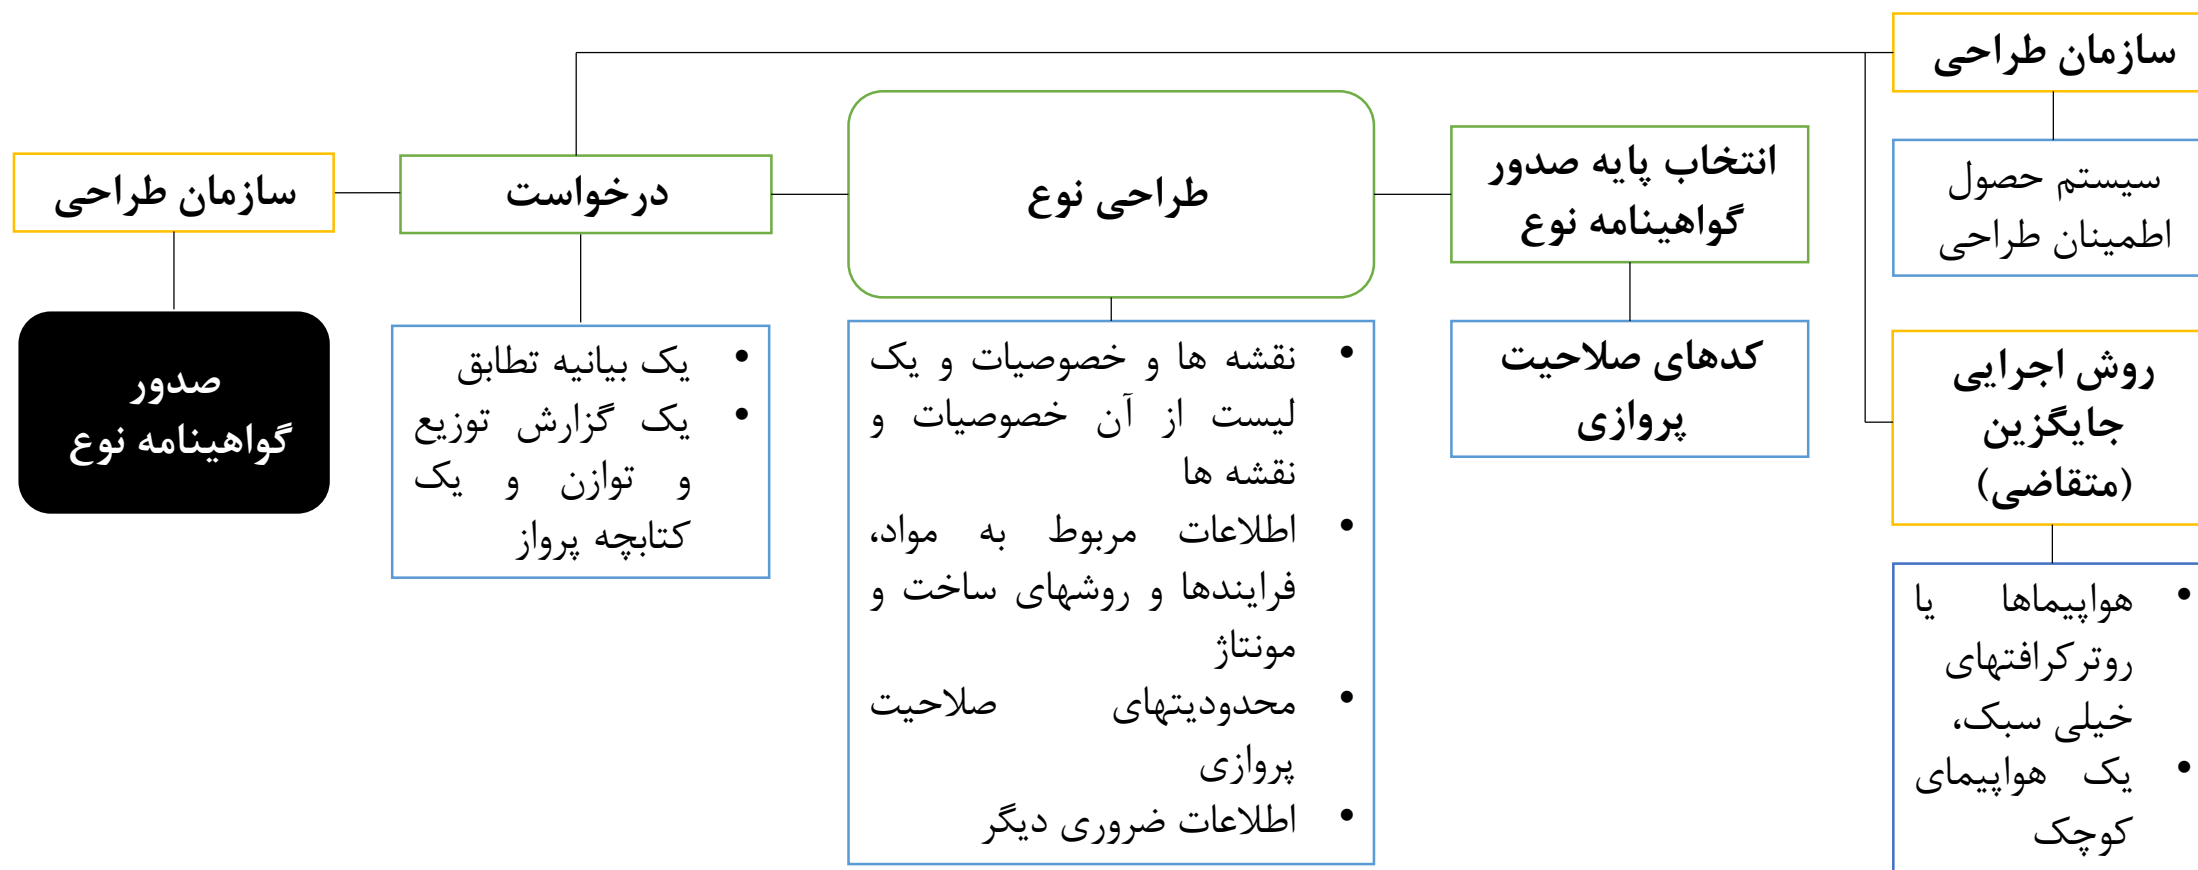 سازمان طراحی
سیستم حصول
اطمینان طراحی
روش اجرایی
جایگزین
(متقاضی)
• هواپیماها یا
روترکرافتهای
خیلی سبک،
• یک هواپیمای
کوچک
انتخاب پایه صدور
گواهینامه نوع
کدهای صلاحیت
پروازی
طراحی نوع
• نقشه ها و خصوصیات و یک
لیست از آن خصوصیات و
نقشه ها
• اطلاعات مربوط به مواد،
فرایندها و روشهای ساخت و
مونتاژ
• محدودیتهای صلاحیت
پروازی
• اطلاعات ضروری دیگر
درخواست
• یک بیانیه تطابق
• یک گزارش توزیع
و توازن و یک
کتابچه پرواز
سازمان طراحی
صدور
گواهینامه نوع